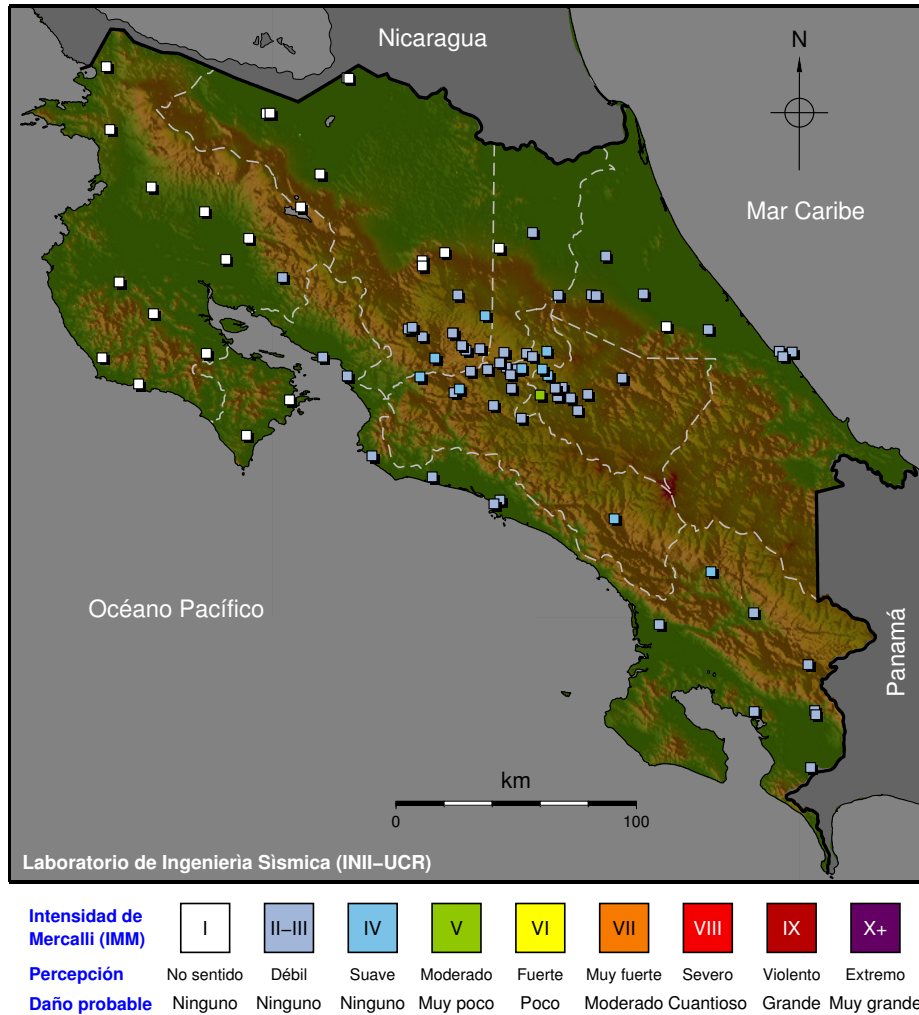 Nicaragua
N
Mar Caribe
Océano Pacífico
Panamá
km
0 100
Laboratorio de Ingenierìa Sìsmica (INII–UCR)
Intensidad de
Mercalli (IMM)
I II–III IV V VI VII VIII IX X+
Percepción No sentido Débil Suave Moderado Fuerte Muy fuerte Severo Violento Extremo
Daño probable Ninguno Ninguno Ninguno Muy poco Poco Moderado Cuantioso Grande Muy grande